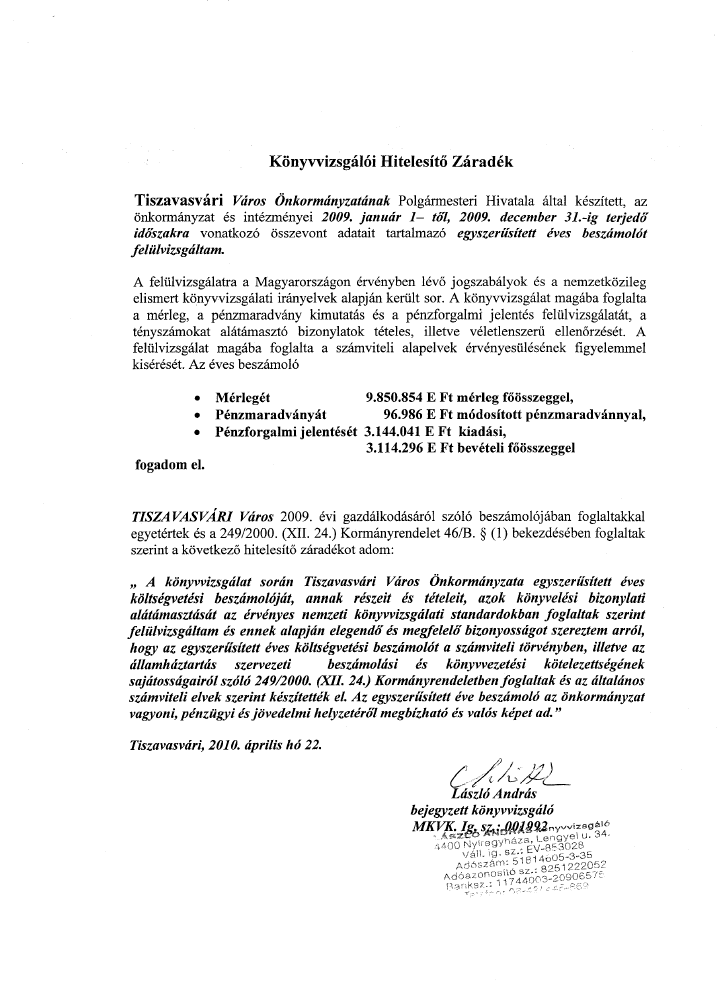 Könyvvizsgálói Hitelesítő Záradék
Tiszavasvári Város Önkormányzatának Polgármesteri Hivatala által készített, az
önkormányzat és intézményei 2009. január 1– től, 2009. december 31.-ig terjedő
időszakra vonatkozó összevont adatait tartalmazó egyszerűsített éves beszámolót
felülvizsgáltam.
A felülvizsgálatra a Magyarországon érvényben lévő jogszabályok és a nemzetközileg
elismert könyvvizsgálati irányelvek alapján került sor. A könyvvizsgálat magába foglalta
a mérleg, a pénzmaradvány kimutatás és a pénzforgalmi jelentés felülvizsgálatát, a
tényszámokat alátámasztó bizonylatok tételes, illetve véletlenszerű ellenőrzését. A
felülvizsgálat magába foglalta a számviteli alapelvek érvényesülésének figyelemmel
kisérését. Az éves beszámoló
• Mérlegét 9.850.854 E Ft mérleg főösszeggel,
• Pénzmaradványát 96.986 E Ft módosított pénzmaradvánnyal,
• Pénzforgalmi jelentését 3.144.041 E Ft kiadási,
3.114.296 E Ft bevételi főösszeggel
fogadom el.
TISZAVASVÁRI Város 2009. évi gazdálkodásáról szóló beszámolójában foglaltakkal
egyetértek és a 249/2000. (XII. 24.) Kormányrendelet 46/B. § (1) bekezdésében foglaltak
szerint a következő hitelesítő záradékot adom:
„ A könyvvizsgálat során Tiszavasvári Város Önkormányzata egyszerűsített éves
költségvetési beszámolóját, annak részeit és tételeit, azok könyvelési bizonylati
alátámasztását az érvényes nemzeti könyvvizsgálati standardokban foglaltak szerint
felülvizsgáltam és ennek alapján elegendő és megfelelő bizonyosságot szereztem arról,
hogy az egyszerűsített éves költségvetési beszámolót a számviteli törvényben, illetve az
államháztartás szervezeti beszámolási és könyvvezetési kötelezettségének
sajátosságairól szóló 249/2000. (XII. 24.) Kormányrendeletben foglaltak és az általános
számviteli elvek szerint készítették el. Az egyszerűsített éve beszámoló az önkormányzat
vagyoni, pénzügyi és jövedelmi helyzetéről megbízható és valós képet ad."
Tiszavasvári, 2010. április hó 22.
László András
bejegyzett könyvvizsgáló
MKVK. Ig. sz.: 001992
4400 Nyíregyháza, Lengyel u. 34.
Váll. ig. sz.: EV-853028
Adószám: 51814605-3-35
Adóazonosító sz.: 8251222052
Banksz.: 11744003-20906576